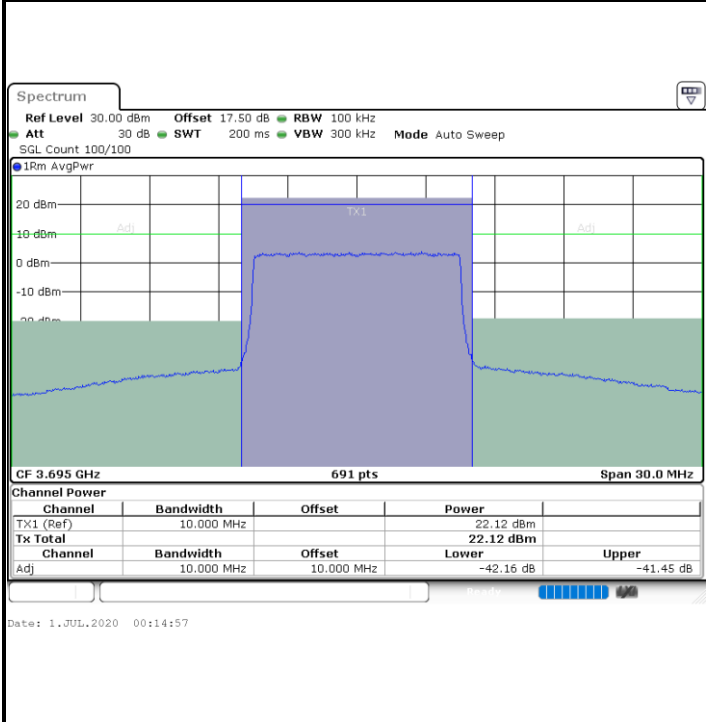 Spectrum
Ref Level 30.00 dBm Offset 17.50 dB RBW 100 kHz
Att 30 dB SWT 200 ms VBW 300 kHz Mode Auto Sweep
SGL Count 100/100
1Rm AvgPwr
20 dBm
TX1
Adj Adj
10 dBm
0 dBm
-10 dBm
-20 dBm
CF 3.695 GHz 691 pts Span 30.0 MHz
Channel Power
Channel Bandwidth Offset Power
TX1 (Ref) 10.000 MHz 22.12 dBm
Tx Total 22.12 dBm
Channel Bandwidth Offset Lower Upper
Adj 10.000 MHz 10.000 MHz -42.16 dB -41.45 dB
Ready
Date: 1.JUL.2020 00:14:57